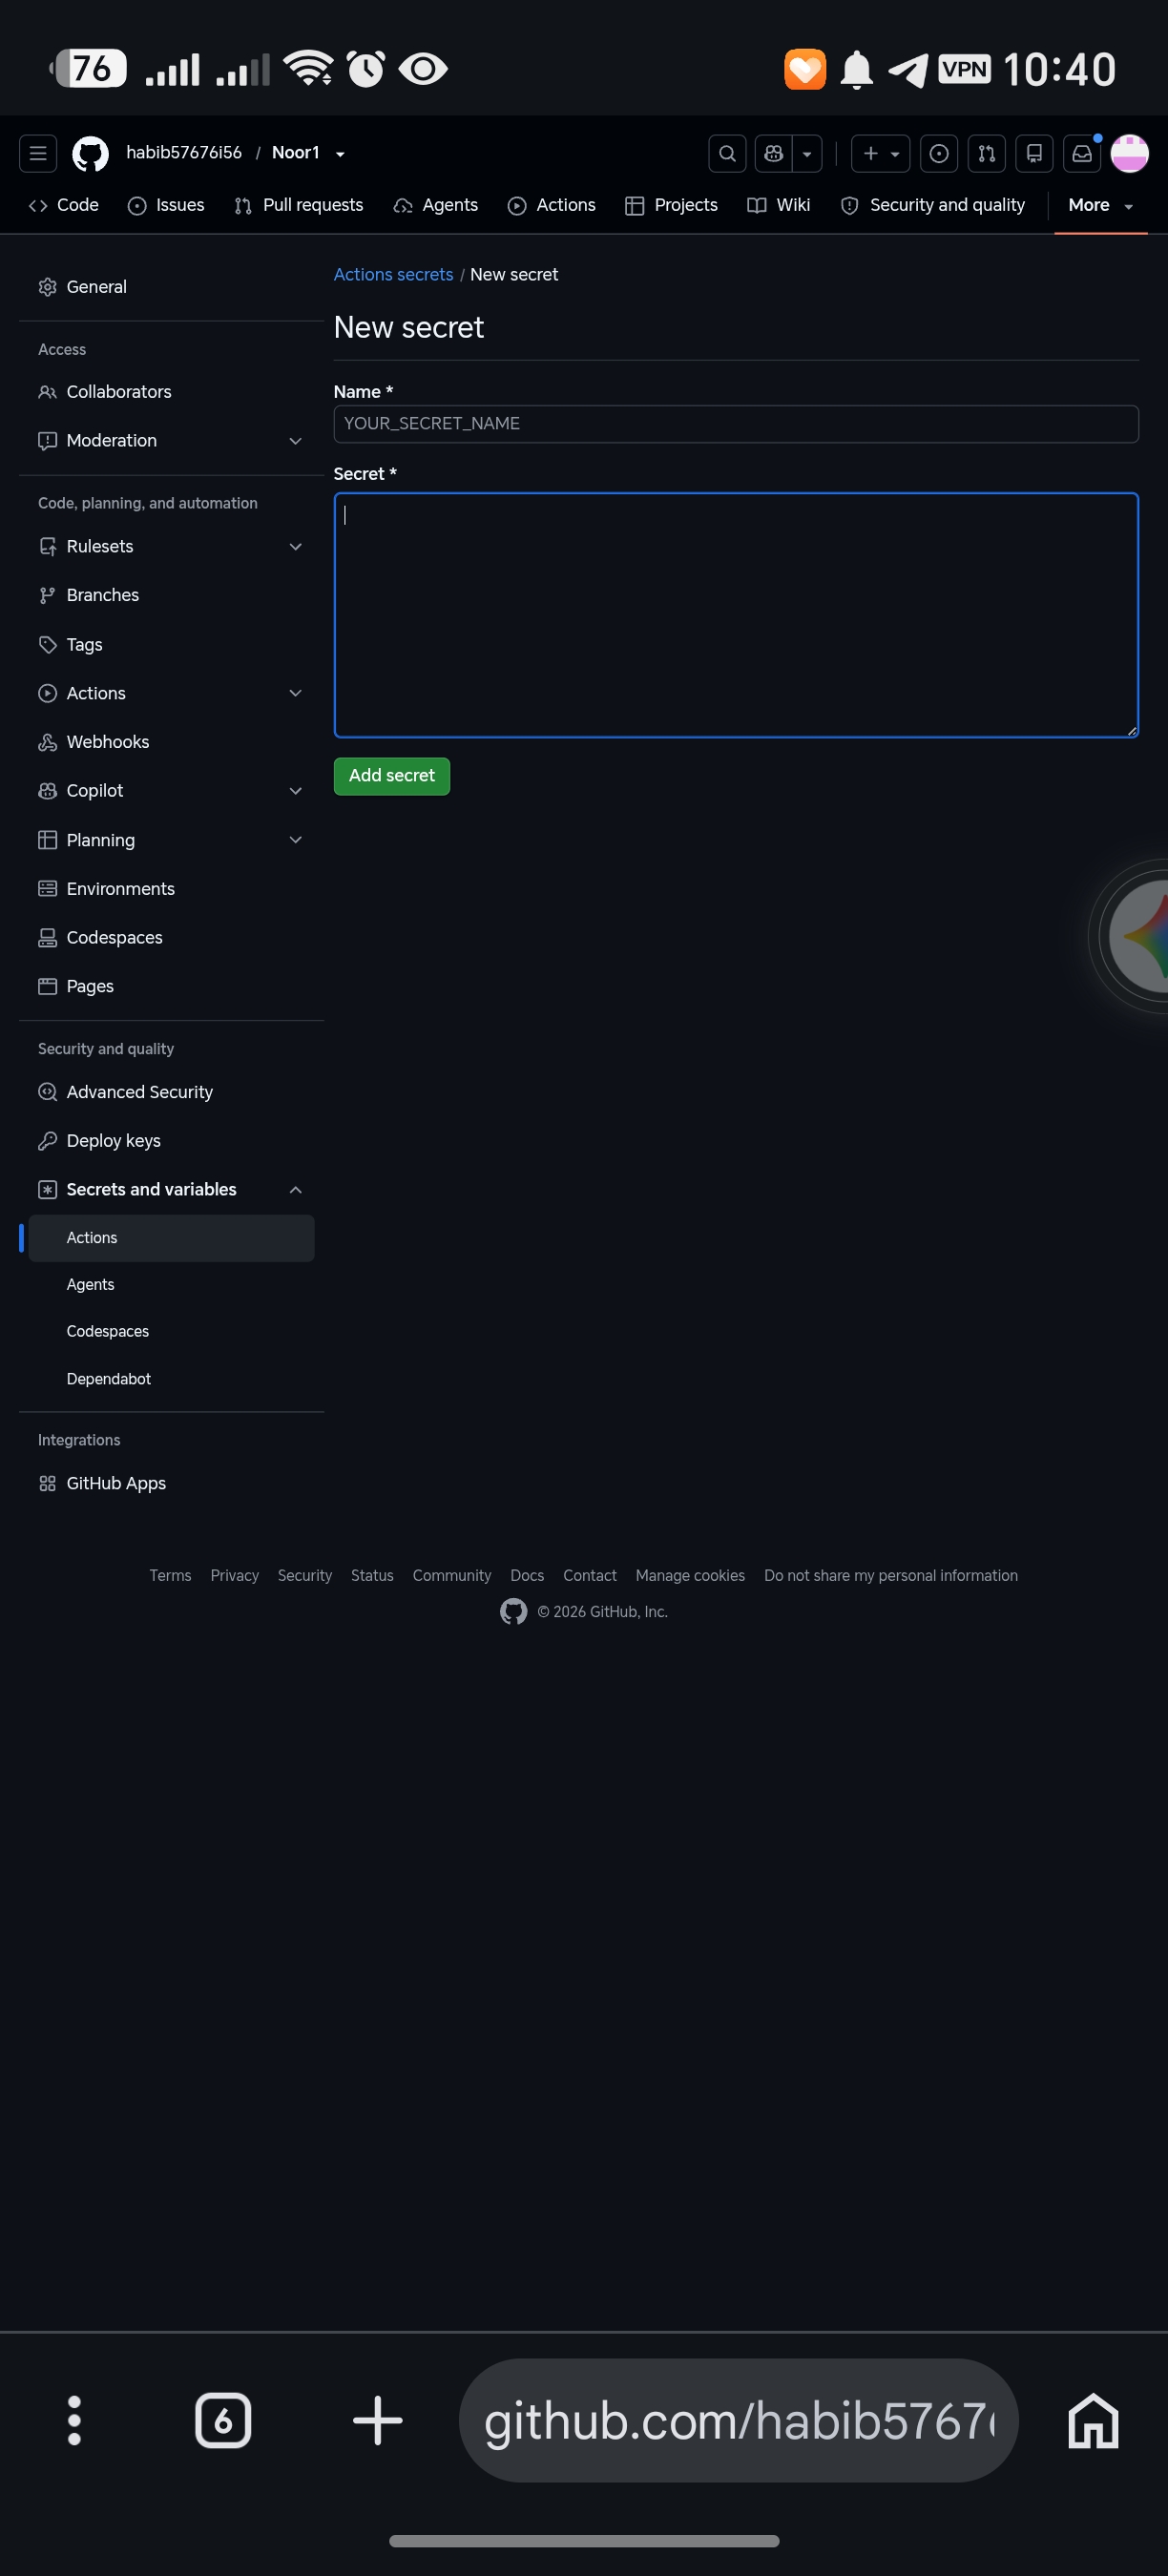 76
VPN 10:40
habib57676i56 / Noor1
Code Issues Pull requests Agents Actions Projects Wiki Security and quality More
General
Access
Collaborators
Moderation
Code, planning, and automation
Rulesets
Branches
Tags
Actions
Webhooks
Copilot
Planning
Environments
Codespaces
Pages
Security and quality
Advanced Security
Deploy keys
Secrets and variables
Actions
Agents
Codespaces
Dependabot
Integrations
GitHub Apps
Actions secrets / New secret
New secret
Name *
YOUR_SECRET_NAME
Secret *
Add secret
Terms Privacy Security Status Community Docs Contact Manage cookies Do not share my personal information
© 2026 GitHub, Inc.
6
github.com/habib5767